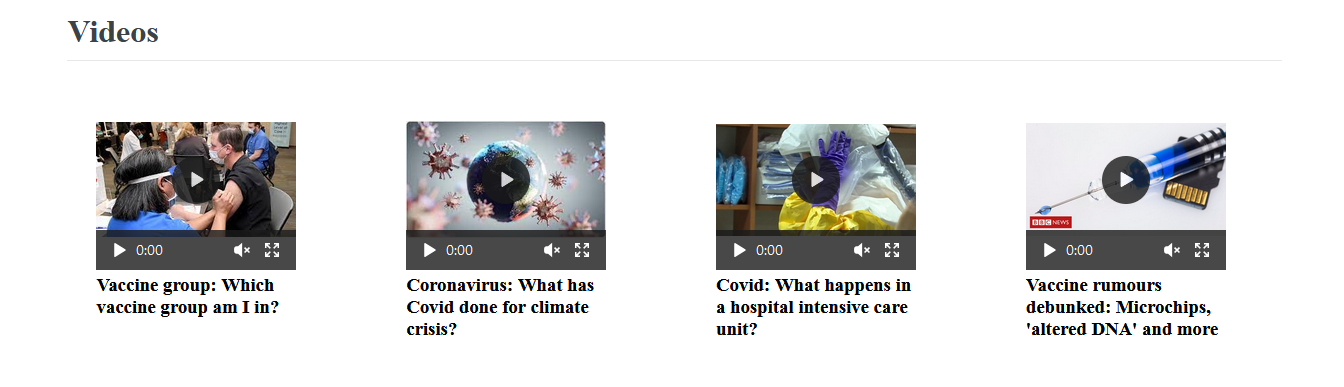 Videos
0:00
0:00
0:00
BBC NEWS
0:00
Vaccine group: Which
vaccine group am I in?
Coronavirus: What has
Covid done for climate
crisis?
Covid: What happens in
a hospital intensive care
unit?
Vaccine rumours
debunked: Microchips,
'altered DNA' and more